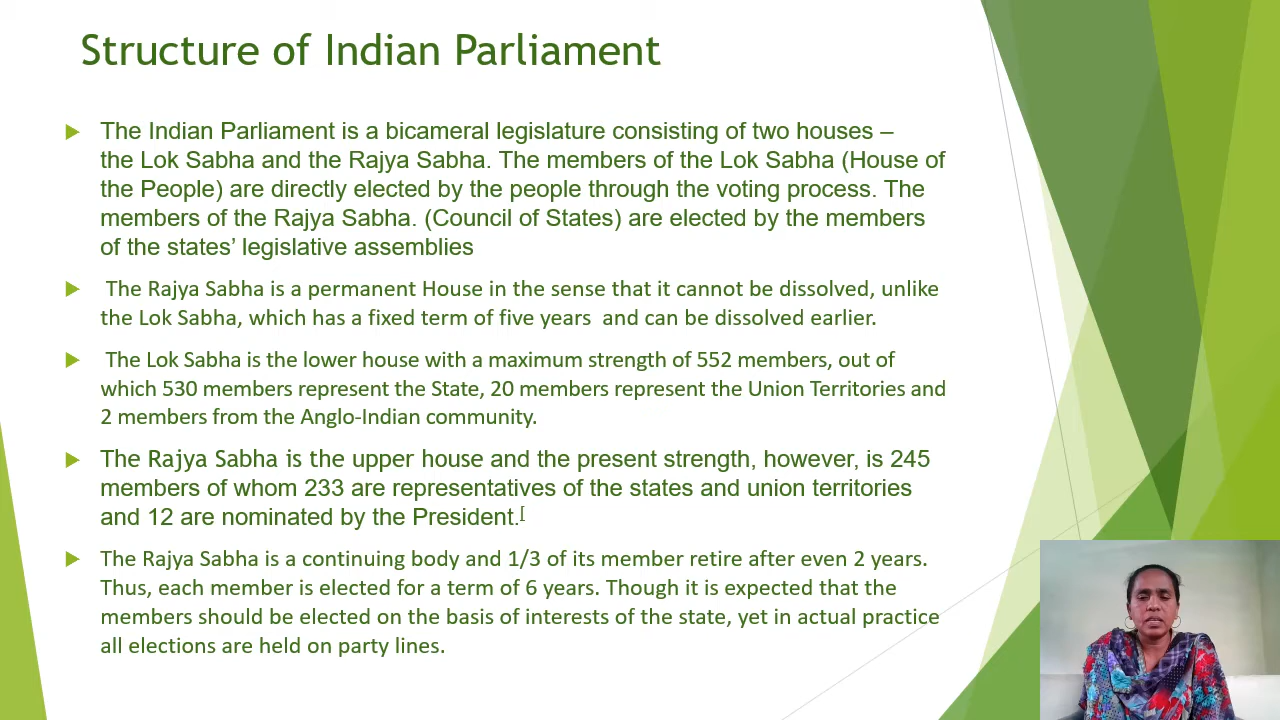 Structure of Indian Parliament
The Indian Parliament is a bicameral legislature consisting of two houses –
the Lok Sabha and the Rajya Sabha. The members of the Lok Sabha (House of
the People) are directly elected by the people through the voting process. The
members of the Rajya Sabha. (Council of States) are elected by the members
of the states’ legislative assemblies
The Rajya Sabha is a permanent House in the sense that it cannot be dissolved, unlike
the Lok Sabha, which has a fixed term of five years and can be dissolved earlier.
The Lok Sabha is the lower house with a maximum strength of 552 members, out of
which 530 members represent the State, 20 members represent the Union Territories and
2 members from the Anglo-Indian community.
The Rajya Sabha is the upper house and the present strength, however, is 245
members of whom 233 are representatives of the states and union territories
and 12 are nominated by the President.[
The Rajya Sabha is a continuing body and 1/3 of its member retire after even 2 years.
Thus, each member is elected for a term of 6 years. Though it is expected that the
members should be elected on the basis of interests of the state, yet in actual practice
all elections are held on party lines.